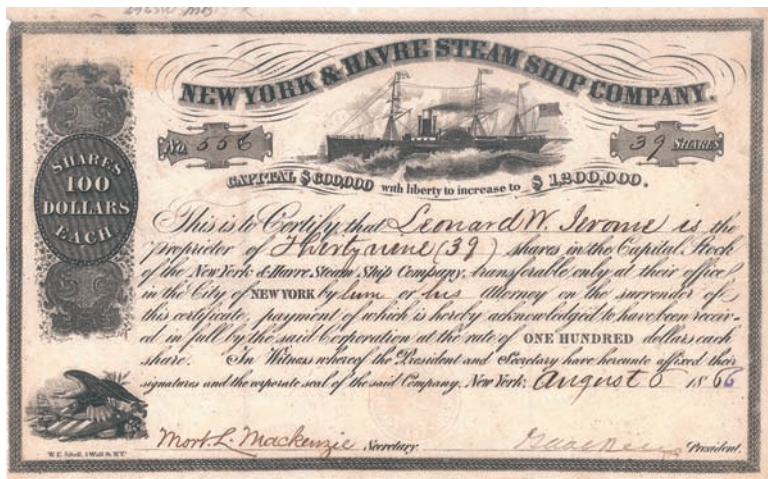 NEW YORK & HAVRE STEAM SHIP COMPANY.
No. 556
39 SHARES
CAPITAL $600,000 with liberty to increase to $1,200,000.
SHARES
100
DOLLARS
EACH
This is to Certify that Leonard W. Jerome is the
proprietor of Thirty nine (39) shares in the Capital Stock
of the New York & Havre Steam Ship Company, transferable only at their office
in the City of NEW YORK by him or his Attorney on the surrender of
this certificate, payment of which is hereby acknowledged to have been receiv-
ed in full by the said Corporation at the rate of ONE HUNDRED dollars each
share. In Witness whereof the President and Secretary have hereunto affixed their
signatures and the corporate seal of the said Company. New York: August 6 1866
Mort. L. Mackenzie Secretary.
President.